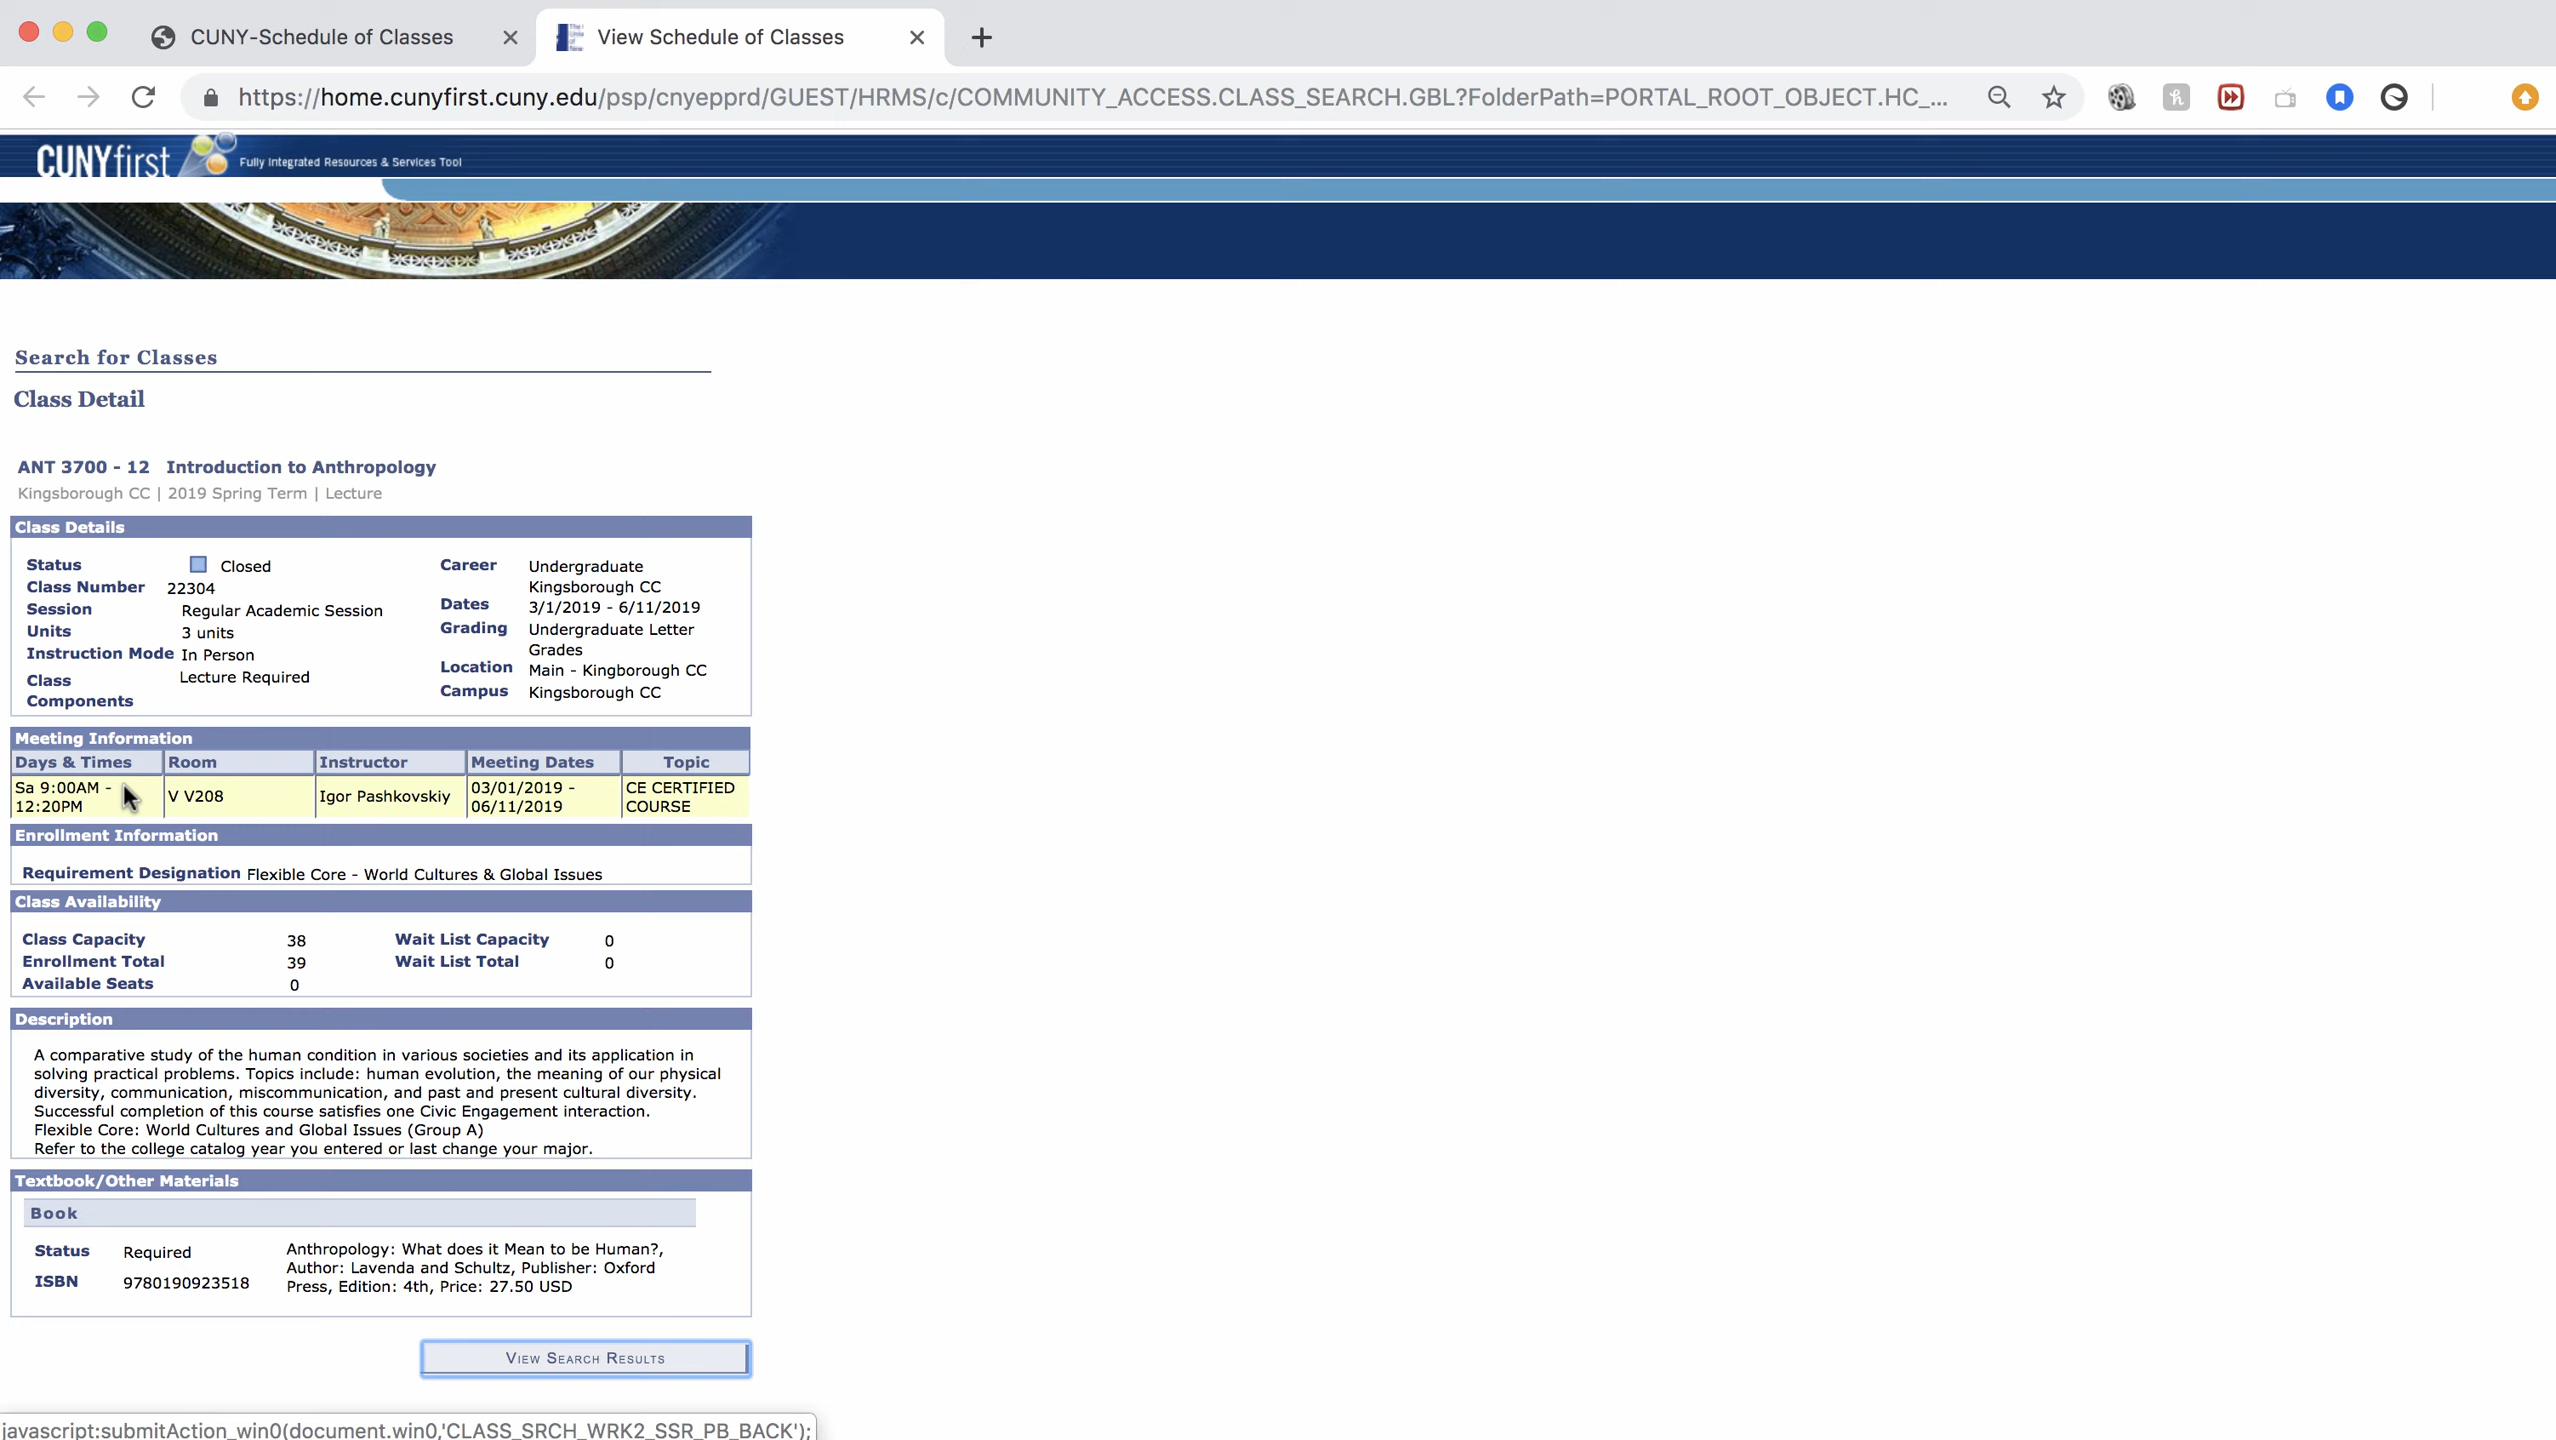 CUNY-Schedule of Classes
View Schedule of Classes
https://home.cunyfirst.cuny.edu/psp/cnyepprd/GUEST/HRMS/c/COMMUNITY_ACCESS.CLASS_SEARCH.GBL?FolderPath=PORTAL_ROOT_OBJECT.HC_...
CUNYfirst Fully Integrated Resources & Services Tool
Search for Classes
Class Detail
ANT 3700 - 12 Introduction to Anthropology
Kingsborough CC | 2019 Spring Term | Lecture
Class Details
Status Closed
Class Number 22304
Session Regular Academic Session
Units 3 units
Instruction Mode In Person
Class Components Lecture Required
Career Undergraduate
Kingsborough CC
Dates 3/1/2019 - 6/11/2019
Grading Undergraduate Letter
Grades
Location Main - Kingborough CC
Campus Kingsborough CC
Meeting Information
Days & Times Room Instructor Meeting Dates Topic
Sa 9:00AM - 12:20PM V V208 Igor Pashkovskiy 03/01/2019 - 06/11/2019 CE CERTIFIED COURSE
Enrollment Information
Requirement Designation Flexible Core - World Cultures & Global Issues
Class Availability
Class Capacity 38 Wait List Capacity 0
Enrollment Total 39 Wait List Total 0
Available Seats 0
Description
A comparative study of the human condition in various societies and its application in
solving practical problems. Topics include: human evolution, the meaning of our physical
diversity, communication, miscommunication, and past and present cultural diversity.
Successful completion of this course satisfies one Civic Engagement interaction.
Flexible Core: World Cultures and Global Issues (Group A)
Refer to the college catalog year you entered or last change your major.
Textbook/Other Materials
Book
Status Required
ISBN 9780190923518
Anthropology: What does it Mean to be Human?,
Author: Lavenda and Schultz, Publisher: Oxford
Press, Edition: 4th, Price: 27.50 USD
View Search Results
javascript:submitAction_win0(document.win0,'CLASS_SRCH_WRK2_SSR_PB_BACK');